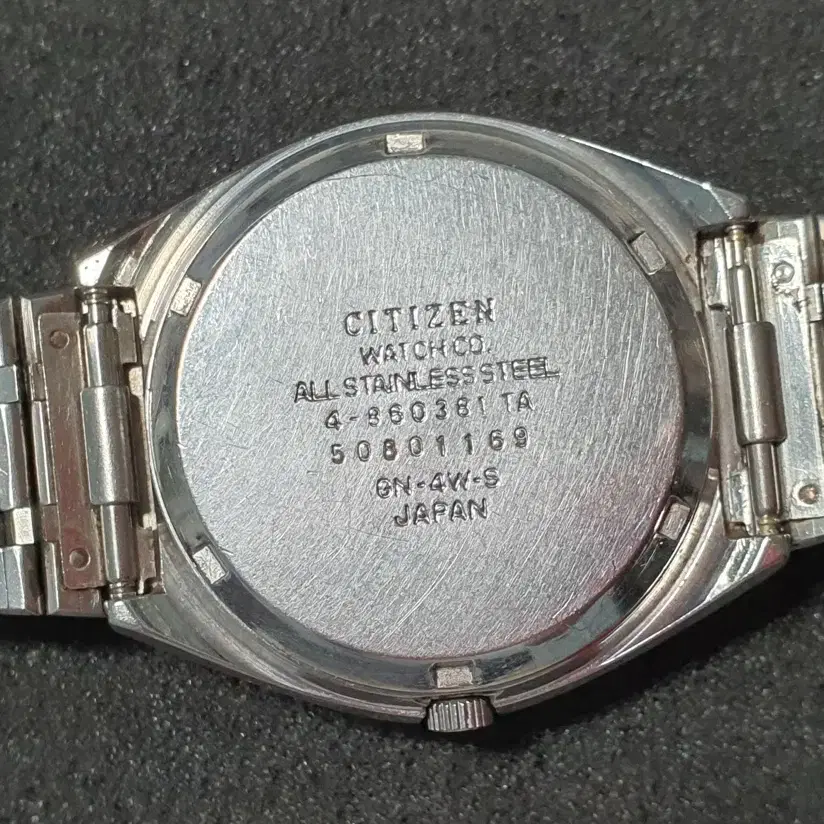 CITIZEN
WATCH CO.
ALL STAINLESS STEEL
4-860381 TA
50801169
GN-4W-S
JAPAN